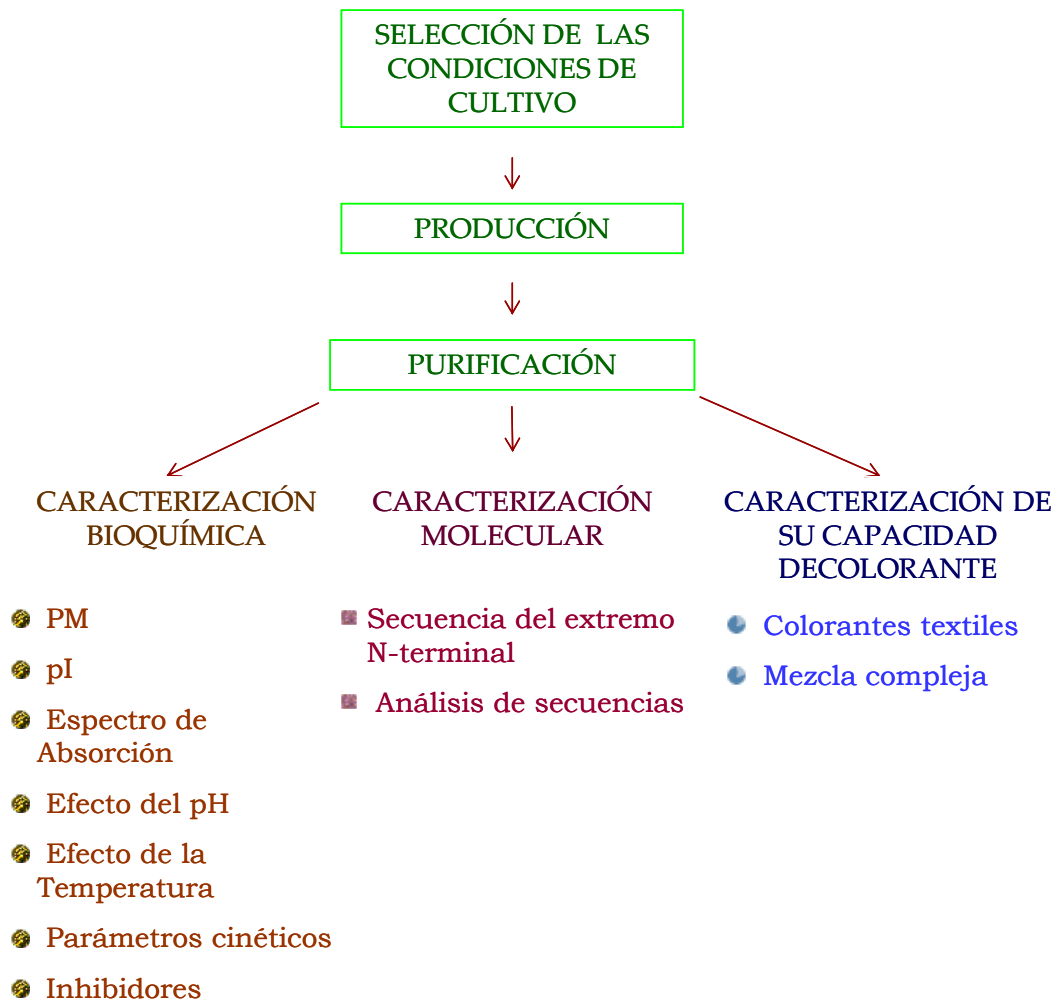 SELECCIÓN DE LAS
CONDICIONES DE
CULTIVO
PRODUCCIÓN
PURIFICACIÓN
CARACTERIZACIÓN
BIOQUÍMICA
PM
pI
Espectro de
Absorción
Efecto del pH
Efecto de la
Temperatura
Parámetros cinéticos
Inhibidores
CARACTERIZACIÓN
MOLECULAR
Secuencia del extremo
N-terminal
Análisis de secuencias
CARACTERIZACIÓN DE
SU CAPACIDAD
DECOLORANTE
Colorantes textiles
Mezcla compleja